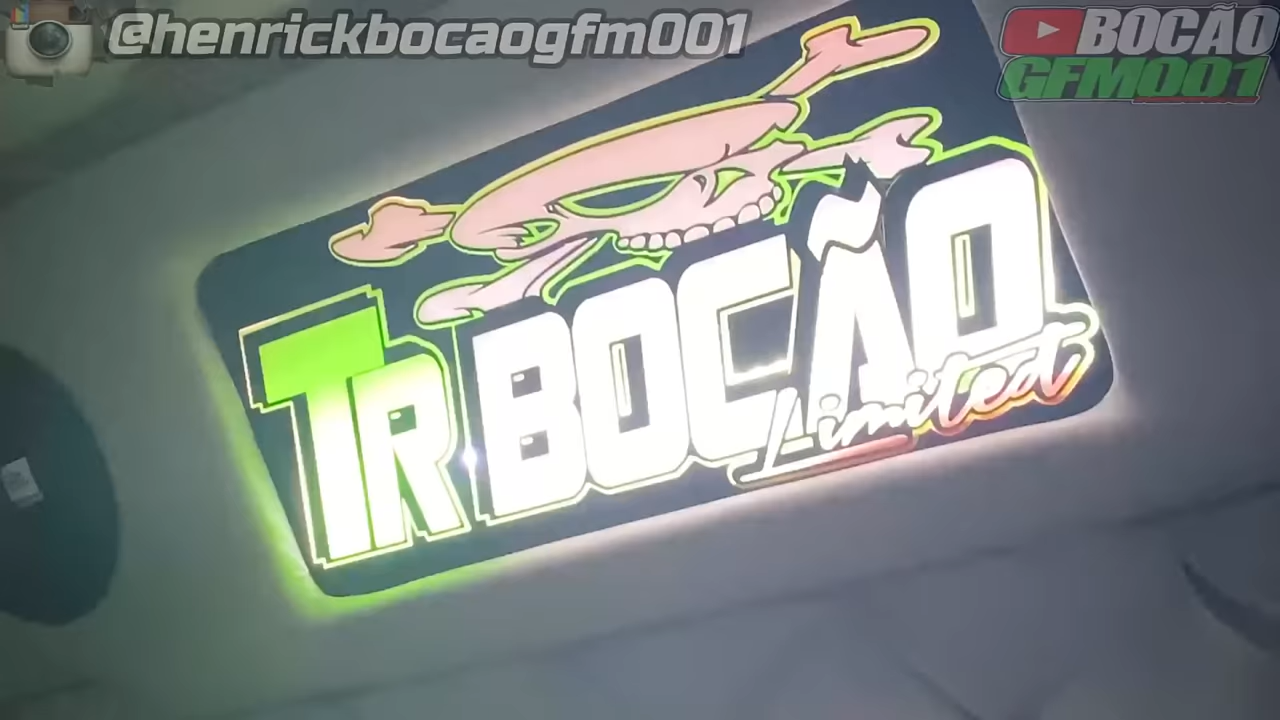 @henrickbocaogfm001
BOCÃO
GFM001
TR BOCÃO
Limited